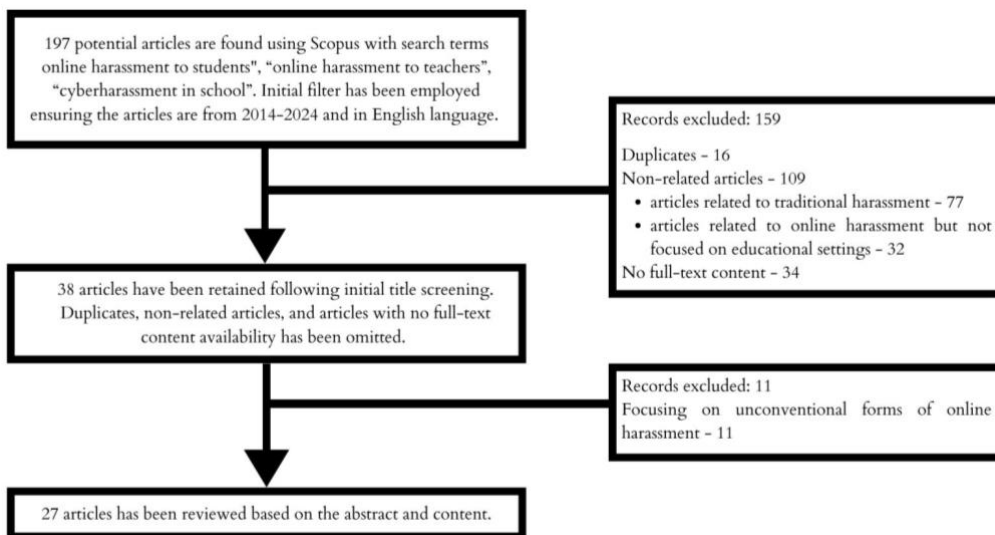 197 potential articles are found using Scopus with search terms
online harassment to students", “online harassment to teachers”,
“cyberharassment in school”. Initial filter has been employed
ensuring the articles are from 2014-2024 and in English language.
Records excluded: 159
Duplicates - 16
Non-related articles - 109
• articles related to traditional harassment - 77
• articles related to online harassment but not
focused on educational settings - 32
No full-text content - 34
38 articles have been retained following initial title screening.
Duplicates, non-related articles, and articles with no full-text
content availability has been omitted.
Records excluded: 11
Focusing on unconventional forms of online
harassment - 11
27 articles has been reviewed based on the abstract and content.